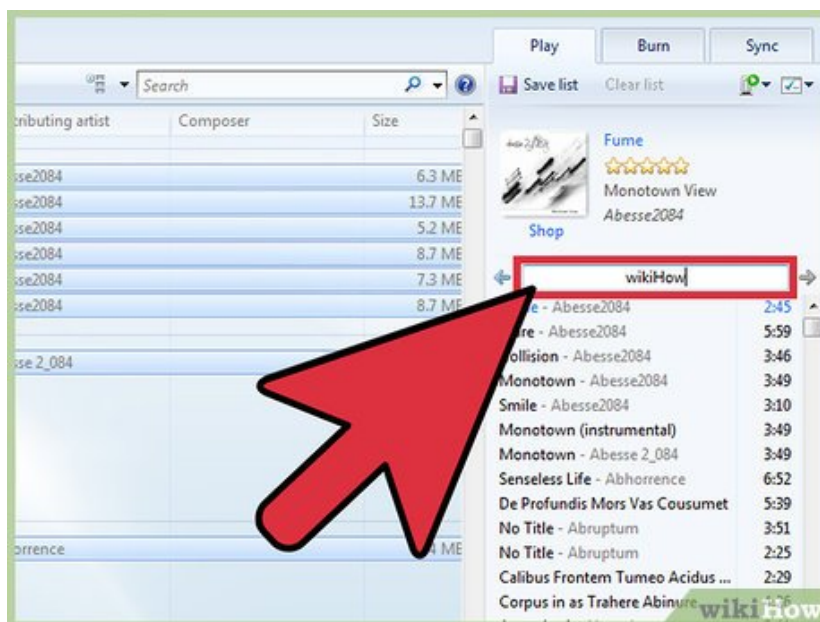 Play Burn Sync
Search Save list Clear list
Contributing artist Composer Size
Fume
Monotown View
Abesse2084
Shop
sse2084 6.3 MB
sse2084 13.7 MB
sse2084 5.2 MB
sse2084 8.7 MB
sse2084 7.3 MB
sse2084 8.7 MB
sse 2_084
orrence MB
wikiHow
- Abesse2084 2:45
- Abesse2084 5:59
ollision - Abesse2084 3:46
Monotown - Abesse2084 3:49
Smile - Abesse2084 3:10
Monotown (instrumental) 3:49
Monotown - Abesse 2_084 3:49
Senseless Life - Abhorrence 6:52
De Profundis Mors Vas Cousumet 5:39
No Title - Abruptum 3:51
No Title - Abruptum 2:25
Calibus Frontem Tumeo Acidus ... 2:29
Corpus in as Trahere Abinure
wikiHow